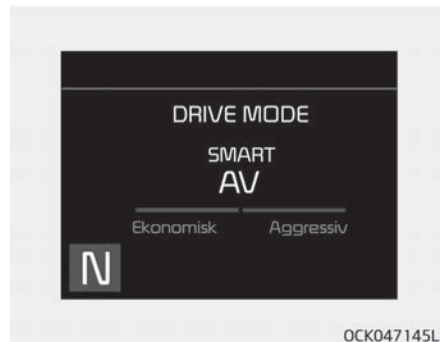 DRIVE MODE
SMART
AV
Ekonomisk Aggressiv
N
OCK047145L